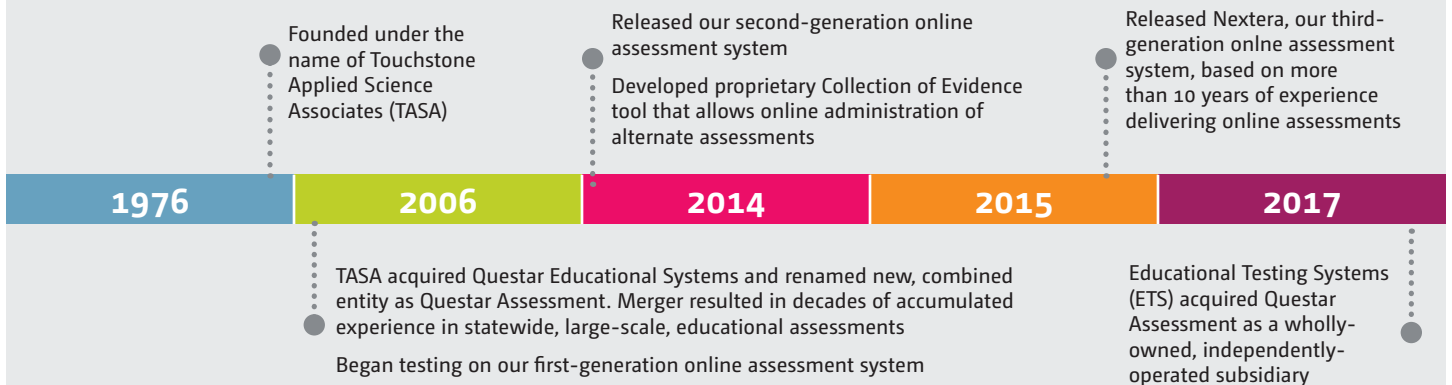 Founded under the
name of Touchstone
Applied Science
Associates (TASA)
Released our second-generation online
assessment system
Developed proprietary Collection of Evidence
tool that allows online administration of
alternate assessments
Released Nextera, our third-
generation onlne assessment
system, based on more
than 10 years of experience
delivering online assessments
1976
2006
2014
2015
2017
TASA acquired Questar Educational Systems and renamed new, combined
entity as Questar Assessment. Merger resulted in decades of accumulated
experience in statewide, large-scale, educational assessments
Began testing on our first-generation online assessment system
Educational Testing Systems
(ETS) acquired Questar
Assessment as a wholly-
owned, independently-
operated subsidiary